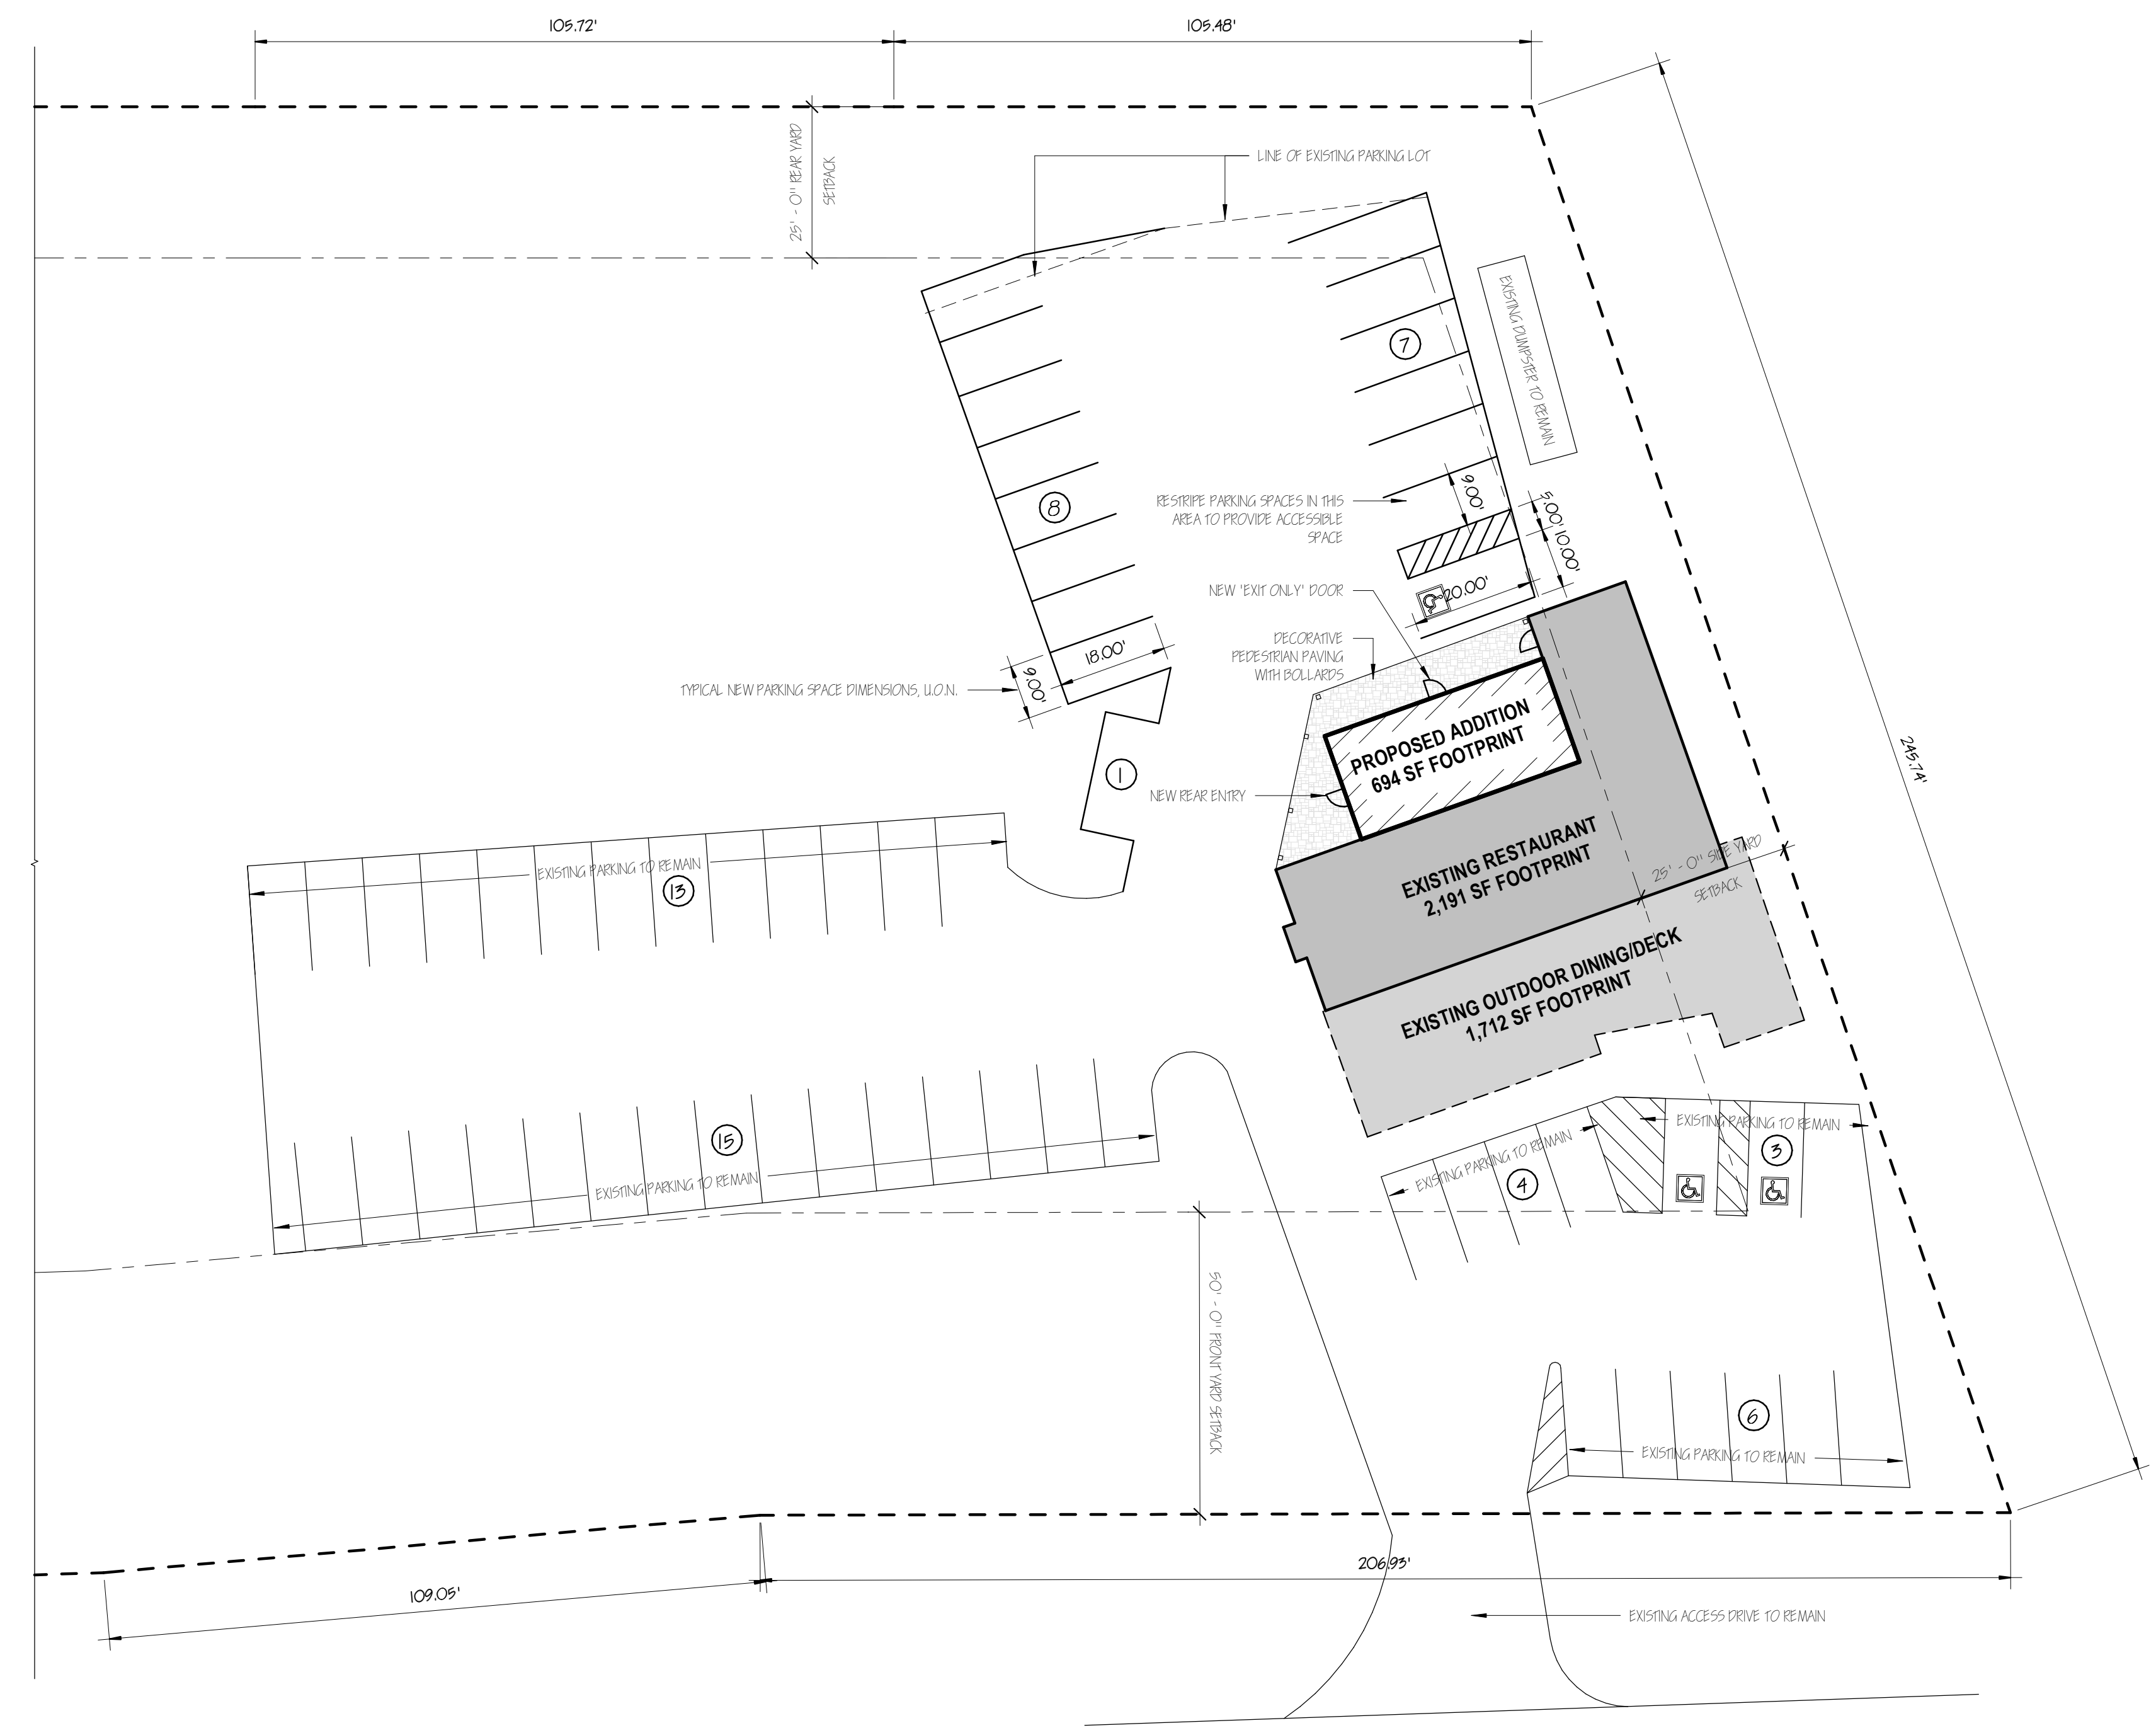 105.72'
105.48'
25' - 0" REAR YARD
SETBACK
LINE OF EXISTING PARKING LOT
7
EXISTING DUMPSTER TO REMAIN
8
RESTRIPE PARKING SPACES IN THIS
AREA TO PROVIDE ACCESSIBLE
SPACE
9.00'
5.00'
10.00'
20.00'
NEW 'EXIT ONLY' DOOR
DECORATIVE
PEDESTRIAN PAVING
WITH BOLLARDS
18.00'
9.00'
TYPICAL NEW PARKING SPACE DIMENSIONS, U.O.N.
PROPOSED ADDITION
694 SF FOOTPRINT
245.74'
1
NEW REAR ENTRY
EXISTING RESTAURANT
2,191 SF FOOTPRINT
25' - 0" SIDE YARD
SETBACK
EXISTING PARKING TO REMAIN
13
EXISTING OUTDOOR DINING/DECK
1,712 SF FOOTPRINT
15
EXISTING PARKING TO REMAIN
EXISTING PARKING TO REMAIN
4
EXISTING PARKING TO REMAIN
3
50' - 0" FRONT YARD SETBACK
6
EXISTING PARKING TO REMAIN
206.93'
109.05'
EXISTING ACCESS DRIVE TO REMAIN